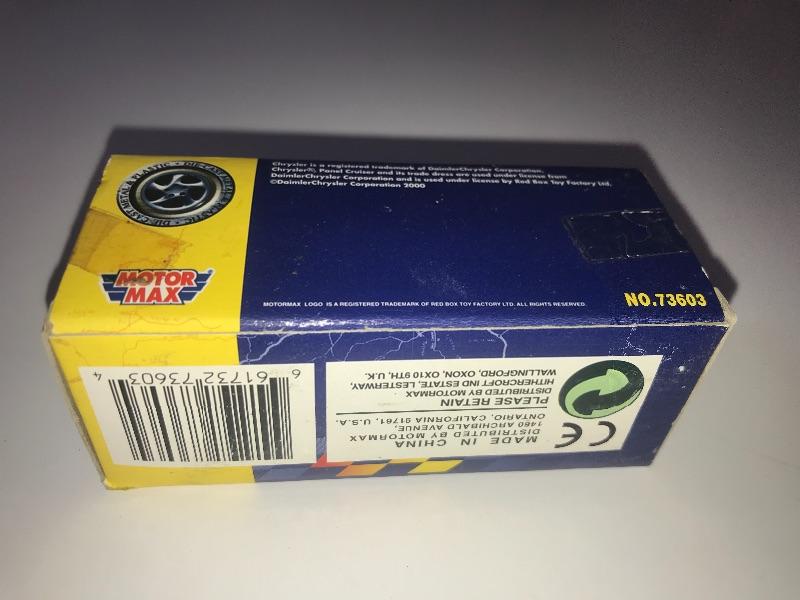 Chrysler is a registered trademark of DaimlerChrysler Corporation.
Chrysler®, Panel Cruiser and its trade dress are used under license from
DaimlerChrysler Corporation and is used under license by Red Box Toy Factory Ltd.
©DaimlerChrysler Corporation 2000
& PLASTIC • DIE-CAST METAL
MOTOR
MAX
MOTORMAX LOGO IS A REGISTERED TRADEMARK OF RED BOX TOY FACTORY LTD. ALL RIGHTS RESERVED.
NO.73603
CE
MADE IN CHINA
DISTRIBUTED BY MOTORMAX
1460 ARCHIBALD AVENUE,
ONTARIO, CALIFORNIA 91761, U.S.A.
PLEASE RETAIN
DISTRIBUTED BY MOTORMAX
HITHERCROFT IND ESTATE, LESTERWAY,
WALLINGFORD, OXON, OX10 9TH, U.K.
6 61732 73603 4